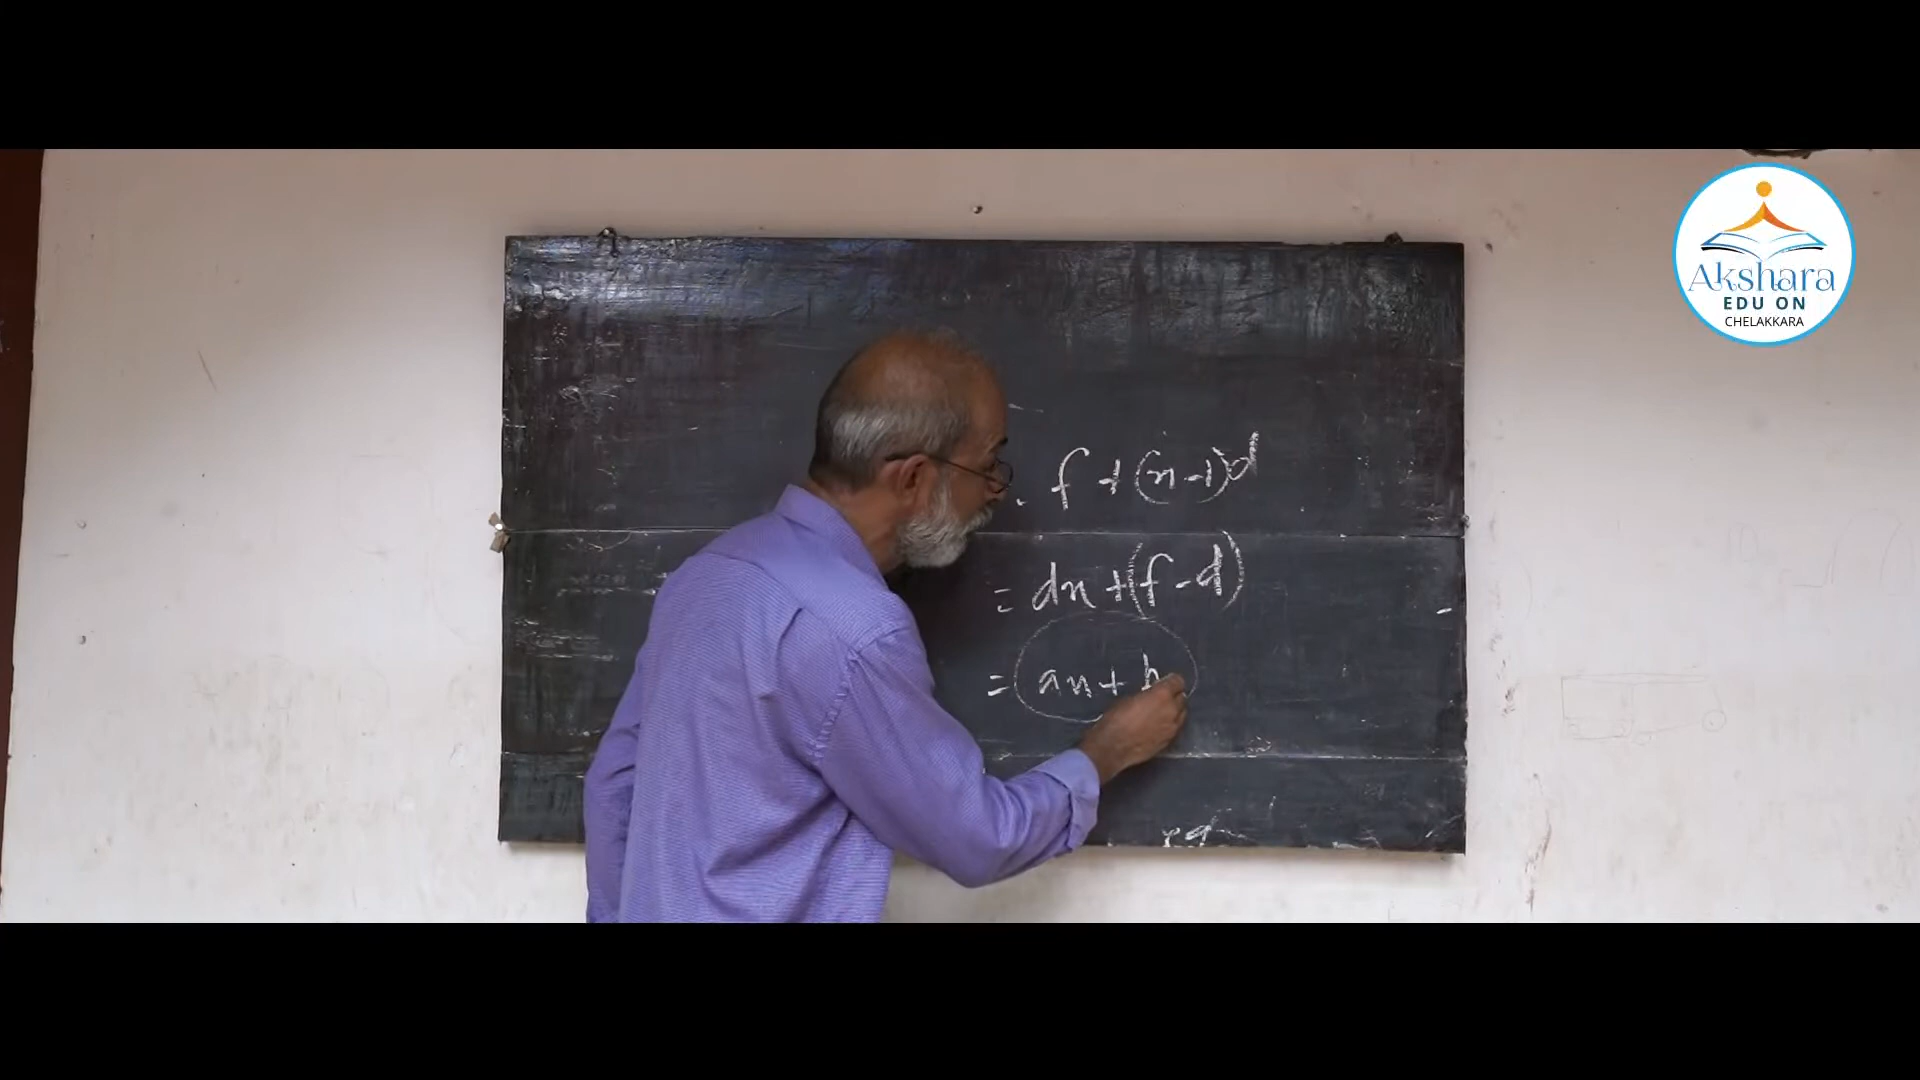 f + (n-1)d
= dn + (f-d)
= an + b
Akshara
EDU ON
CHELAKKARA